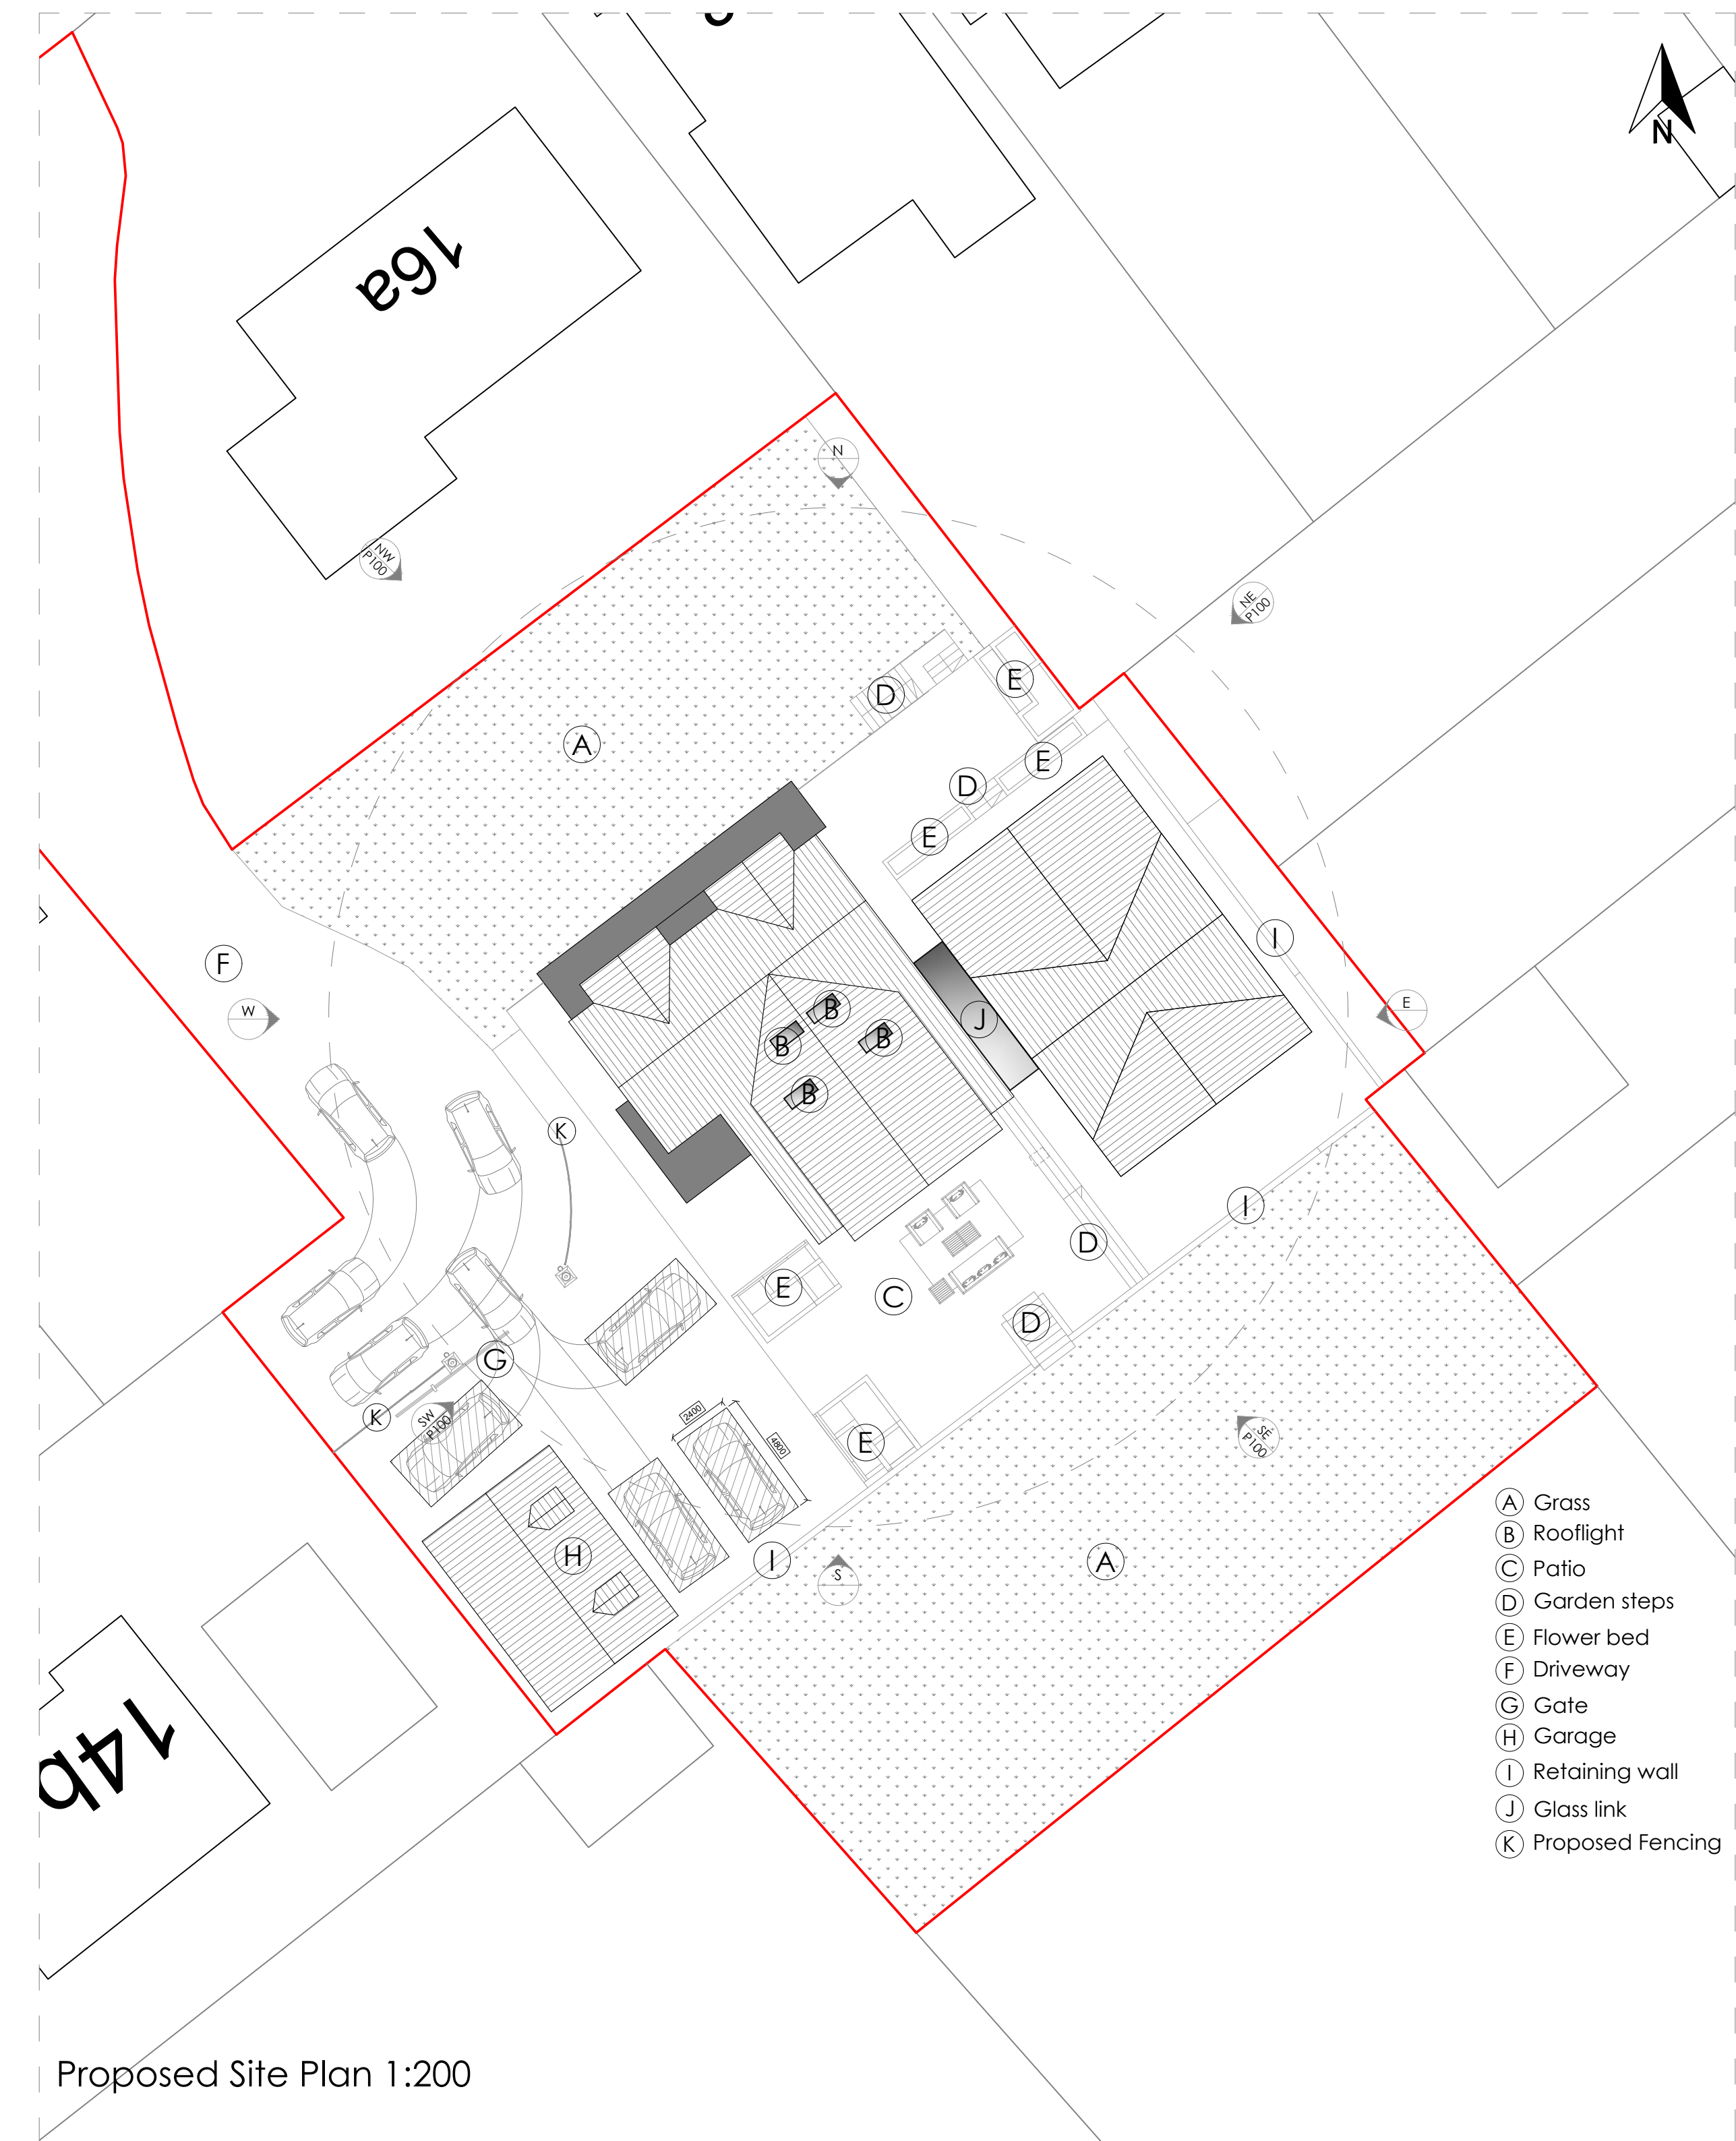 N
16a
N
NW
P100
NE
P100
E
D
A
E
D
E
I
F
B
W
E
J
B
B
B
K
I
D
E
C
D
G
K
SW
P100
2400
4800
E
SE
P100
H
I
A
S
14b
A Grass
B Rooflight
C Patio
D Garden steps
E Flower bed
F Driveway
G Gate
H Garage
I Retaining wall
J Glass link
K Proposed Fencing
Proposed Site Plan 1:200